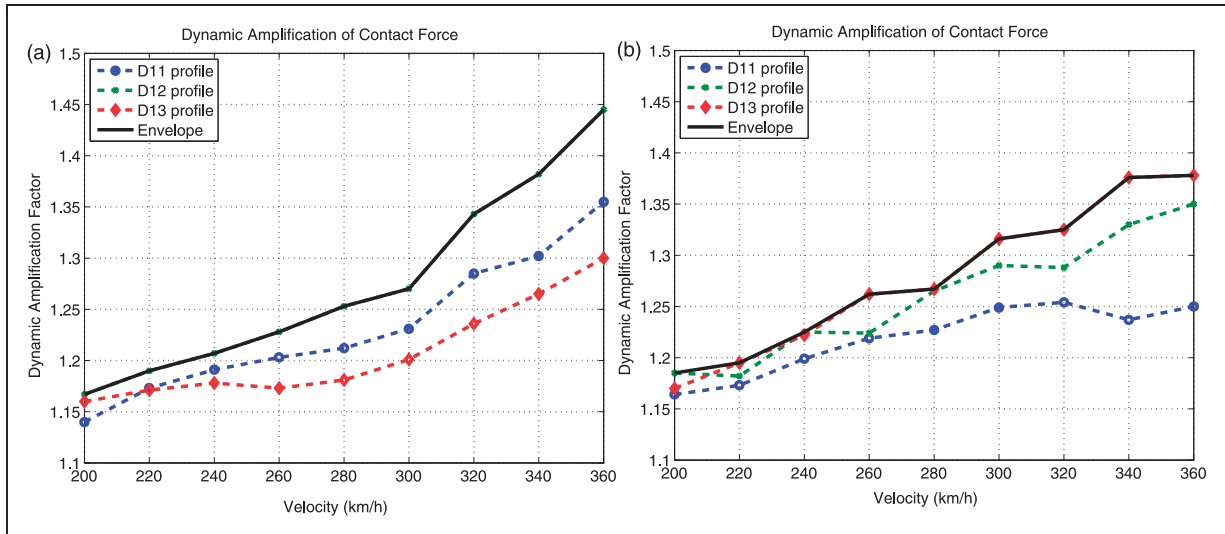 (a)
Dynamic Amplification of Contact Force
1.5
1.45
1.4
1.35
1.3
1.25
1.2
1.15
1.1
Dynamic Amplification Factor
D11 profile
D12 profile
D13 profile
Envelope
200 220 240 260 280 300 320 340 360
Velocity (km/h)
(b)
Dynamic Amplification of Contact Force
1.5
1.45
1.4
1.35
1.3
1.25
1.2
1.15
1.1
Dynamic Amplification Factor
D11 profile
D12 profile
D13 profile
Envelope
200 220 240 260 280 300 320 340 360
Velocity (km/h)